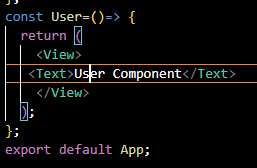 };
const User=()=> {
  return (
    <View>
   <Text>User Component</Text>
    </View>
  );
};
export default App;